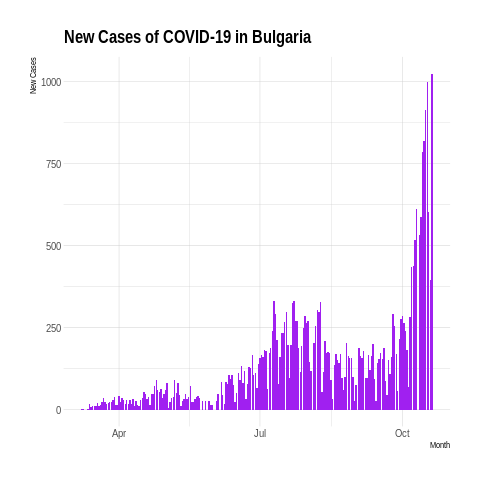 New Cases of COVID-19 in Bulgaria
New Cases
1000
750
500
250
0
Apr
Jul
Oct
Month